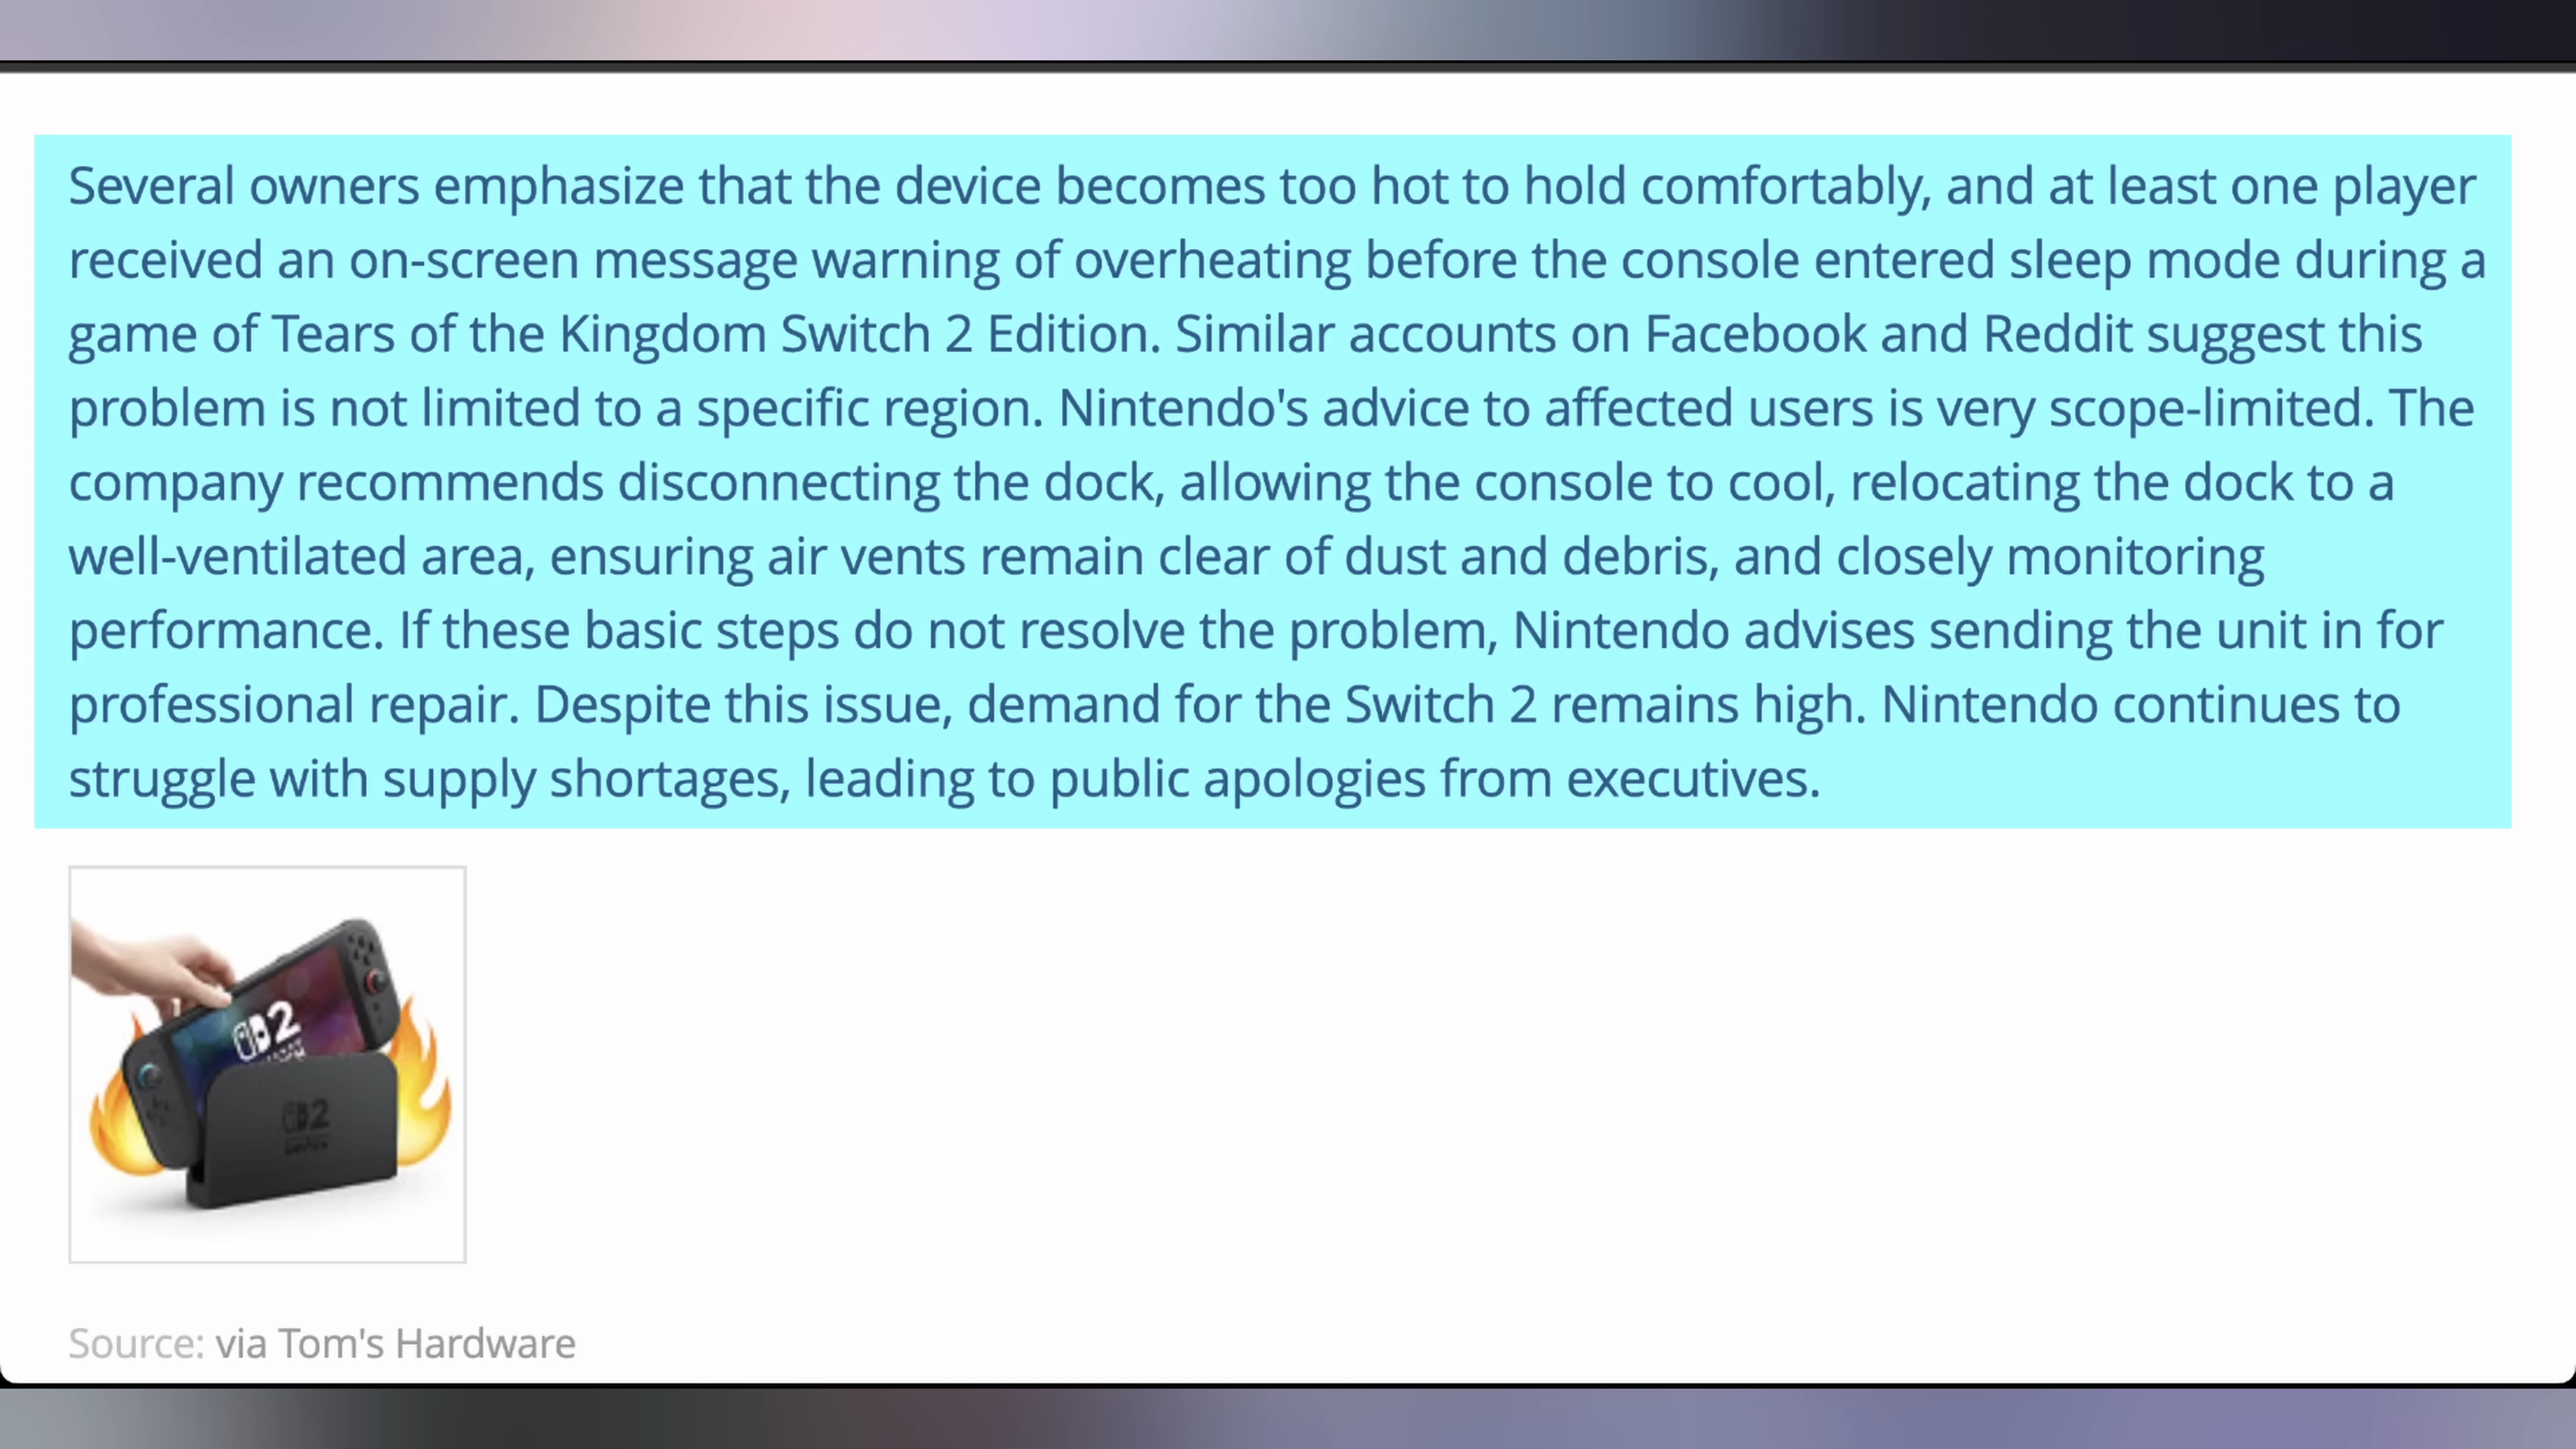 Several owners emphasize that the device becomes too hot to hold comfortably, and at least one player
received an on-screen message warning of overheating before the console entered sleep mode during a
game of Tears of the Kingdom Switch 2 Edition. Similar accounts on Facebook and Reddit suggest this
problem is not limited to a specific region. Nintendo's advice to affected users is very scope-limited. The
company recommends disconnecting the dock, allowing the console to cool, relocating the dock to a
well-ventilated area, ensuring air vents remain clear of dust and debris, and closely monitoring
performance. If these basic steps do not resolve the problem, Nintendo advises sending the unit in for
professional repair. Despite this issue, demand for the Switch 2 remains high. Nintendo continues to
struggle with supply shortages, leading to public apologies from executives.
2
2
Source: via Tom's Hardware